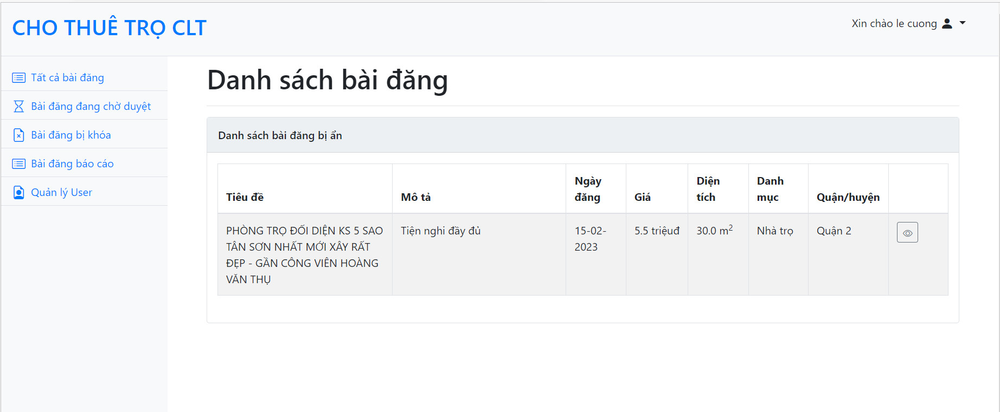 CHO THUÊ TRỌ CLT
Xin chào le cuong
Tất cả bài đăng
Bài đăng đang chờ duyệt
Bài đăng bị khóa
Bài đăng báo cáo
Quản lý User
Danh sách bài đăng
Danh sách bài đăng bị ẩn
Tiêu đề
Mô tả
Ngày
đăng
Giá
Diện
tích
Danh
mục
Quận/huyện
PHÒNG TRỌ ĐỐI DIỆN KS 5 SAO
TÂN SƠN NHẤT MỚI XÂY RẤT
ĐẸP - GẦN CÔNG VIÊN HOÀNG
VĂN THỤ
Tiện nghi đầy đủ
15-02-
2023
5.5 triệuđ
30.0 m²
Nhà trọ
Quận 2